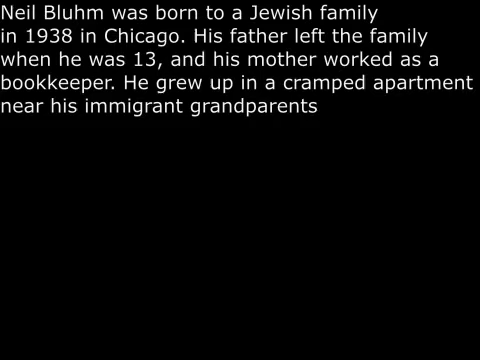 Neil Bluhm was born to a Jewish family
in 1938 in Chicago. His father left the family
when he was 13, and his mother worked as a
bookkeeper. He grew up in a cramped apartment
near his immigrant grandparents